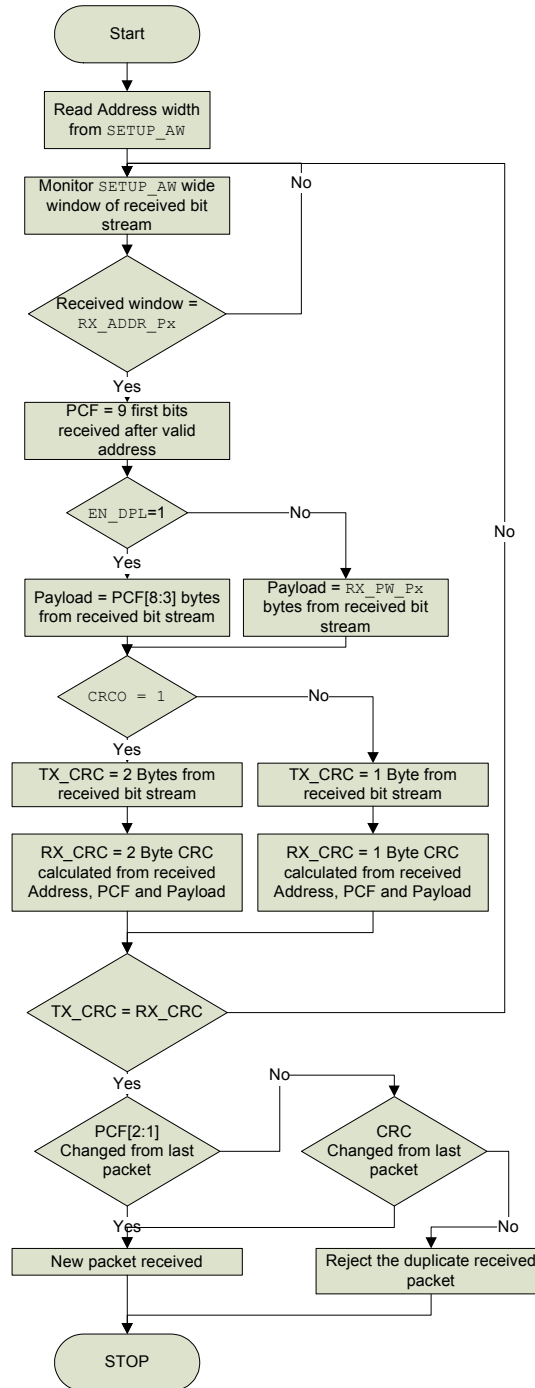 Start
Read Address width
from SETUP_AW
No
Monitor SETUP_AW wide
window of received bit
stream
Received window =
RX_ADDR_Px
Yes
PCF = 9 first bits
received after valid
address
EN_DPL=1
No
No
Yes
Payload = PCF[8:3] bytes
from received bit stream
Payload = RX_PW_Px
bytes from received bit
stream
CRCO = 1
No
Yes
TX_CRC = 2 Bytes from
received bit stream
TX_CRC = 1 Byte from
received bit stream
RX_CRC = 2 Byte CRC
calculated from received
Address, PCF and Payload
RX_CRC = 1 Byte CRC
calculated from received
Address, PCF and Payload
TX_CRC = RX_CRC
Yes
No
PCF[2:1]
Changed from last
packet
CRC
Changed from last
packet
Yes
No
New packet received
Reject the duplicate received
packet
STOP